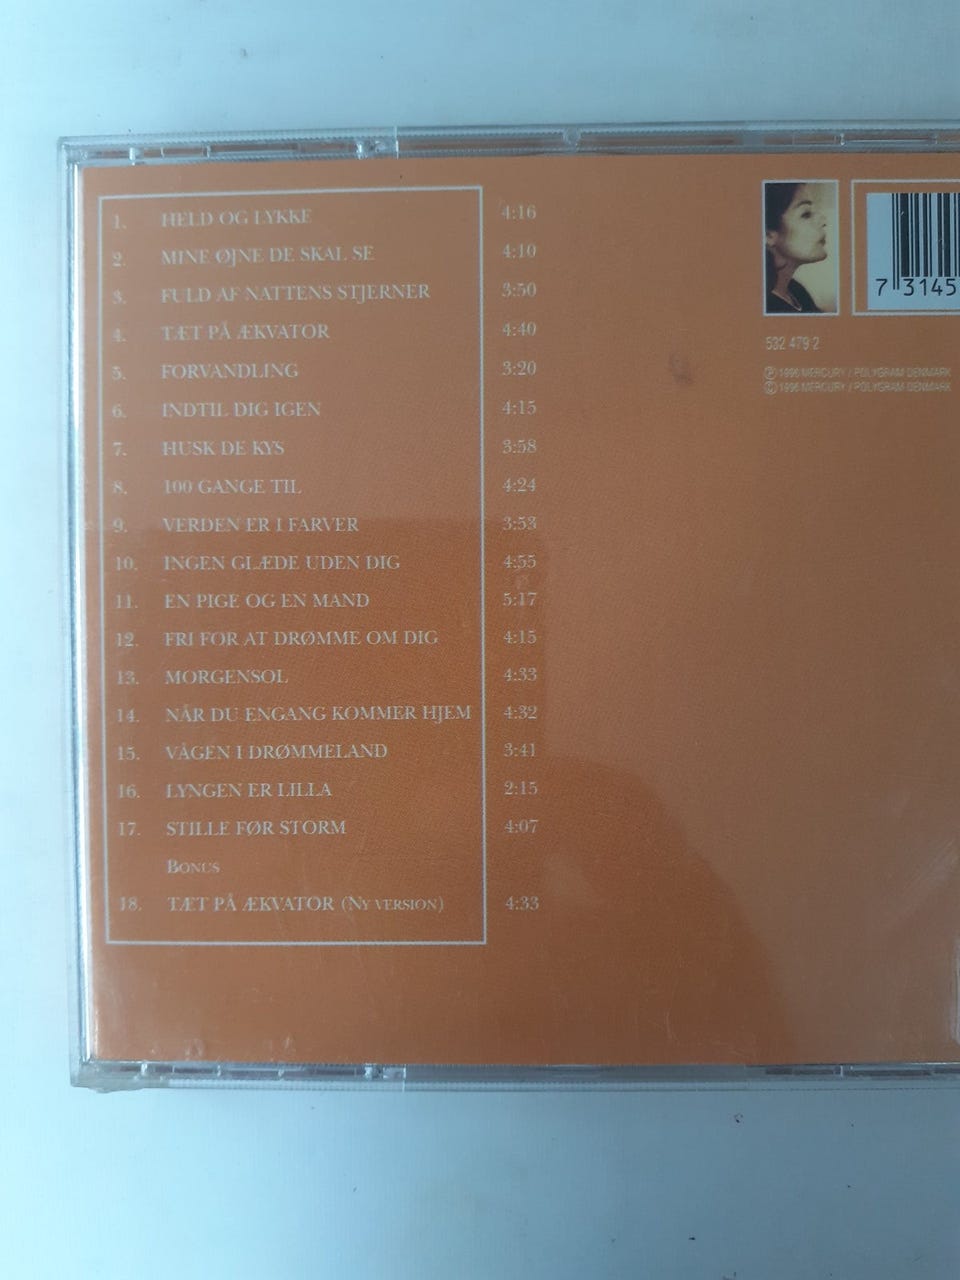 1. HELD OG LYKKE 4:16
2. MINE ØJNE DE SKAL SE 4:10
3. FULD AF NATTENS STJERNER 3:50
4. TÆT PÅ ÆKVATOR 4:40
5. FORVANDLING 3:20
6. INDTIL DIG IGEN 4:15
7. HUSK DE KYS 3:58
8. 100 GANGE TIL 4:24
9. VERDEN ER I FARVER 3:53
10. INGEN GLÆDE UDEN DIG 4:55
11. EN PIGE OG EN MAND 5:17
12. FRI FOR AT DRØMME OM DIG 4:15
13. MORGENSOL 4:33
14. NÅR DU ENGANG KOMMER HJEM 4:32
15. VÅGEN I DRØMMELAND 3:41
16. LYNGEN ER LILLA 2:15
17. STILLE FØR STORM 4:07
BONUS
18. TÆT PÅ ÆKVATOR (NY VERSION) 4:33
7 3145
532 479 2
℗ 1996 MERCURY / POLYGRAM DENMARK
© 1996 MERCURY / POLYGRAM DENMARK